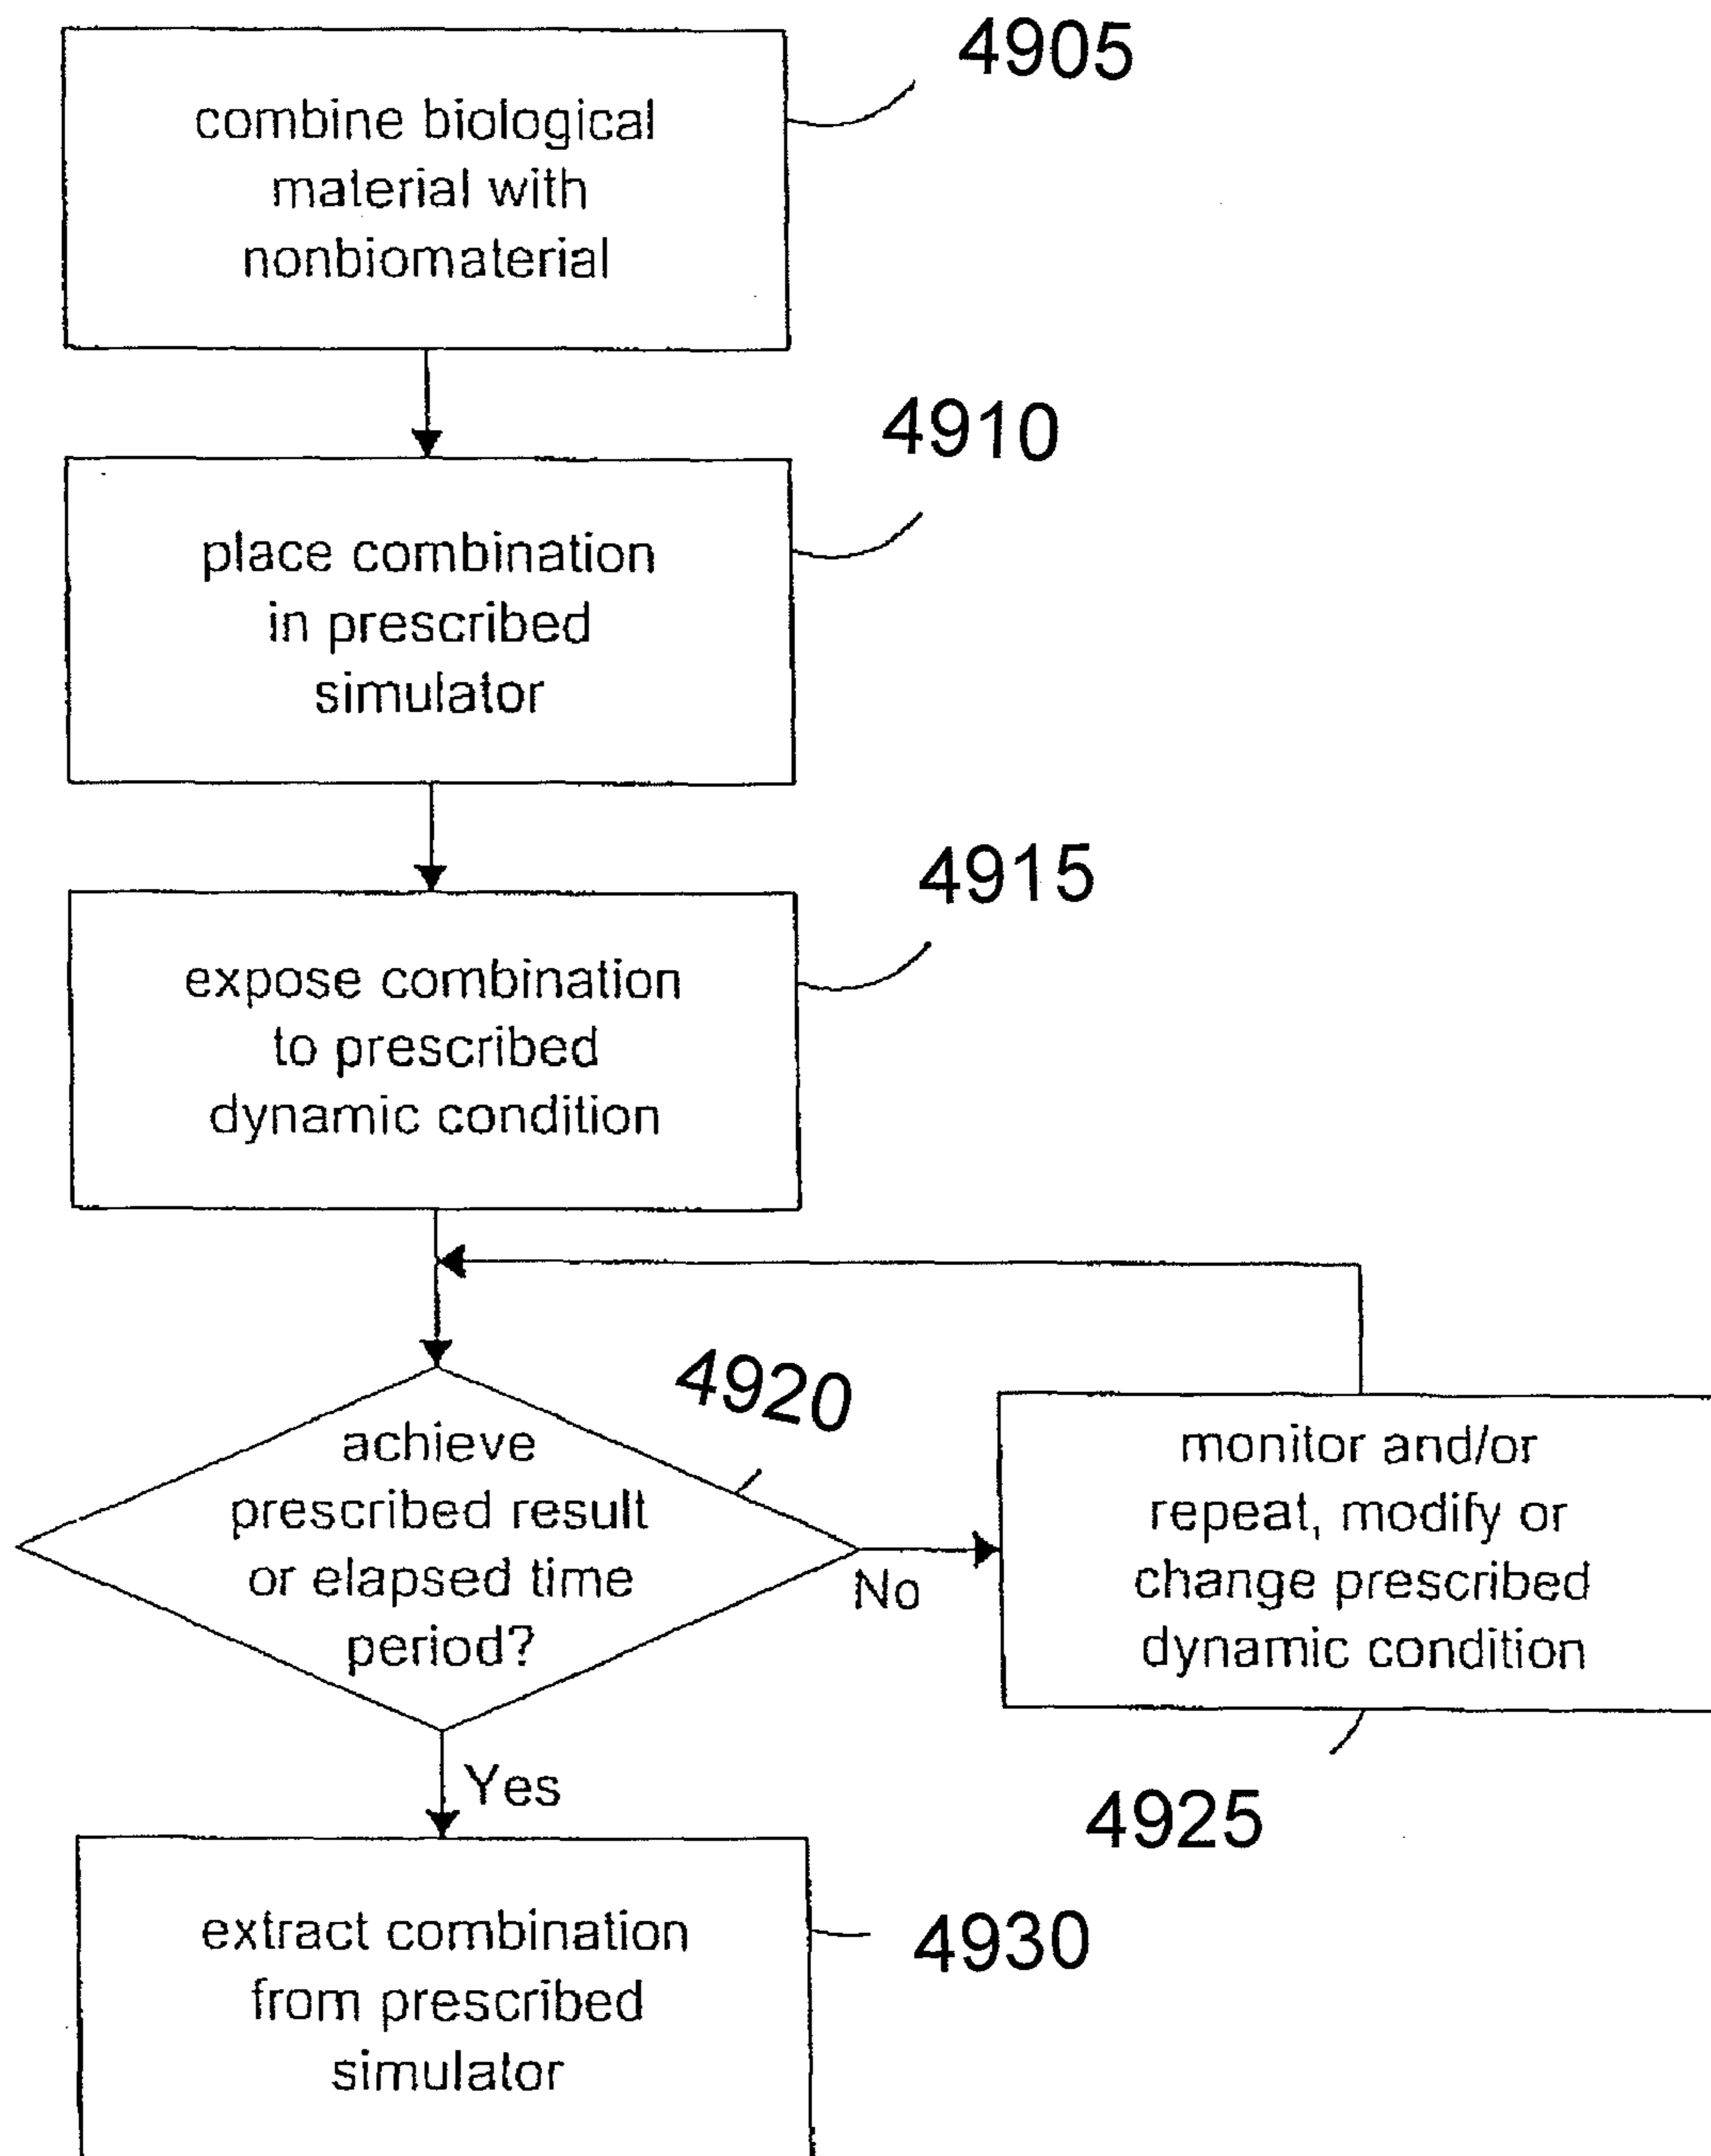 4905
combine biological
material with
nonbiomaterial
4910
place combination
in prescribed
simulator
4915
expose combination
to prescribed
dynamic condition
4920
achieve
prescribed result
or elapsed time
period?
No
monitor and/or
repeat, modify or
change prescribed
dynamic condition
4925
Yes
extract combination
from prescribed
simulator
4930